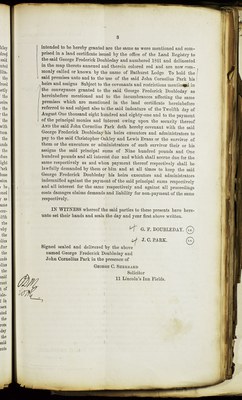 8
intended to be hereby granted are the same as were mentioned and com-
prised in a land certificate issued by the office of the Land Registry to
the said George Frederick Doubleday and numbered 1631 and delineated
in the map thereto annexed and therein colored red and are now com-
monly called or known by the name of Bathurst Lodge To hold the
said premises unto and to the use of the said John Cornelius Park his
heirs and assigns Subject to the covenants and restrictions mentioned in
the conveyance granted to the said George Frederick Doubleday as
hereinbefore mentioned and to the incumbrances affecting the same
premises which are mentioned in the land certificate hereinbefore
referred to and subject also to the said Indenture of the Twelfth day of
August One thousand eight hundred and eighty-one and to the payment
of the principal monies and interest owing upon the security thereof
AND the said John Cornelius Park doth hereby covenant with the said
George Frederick Doubleday his heirs executors and administrators to
pay to the said Christopher Oakley and Lewis Evans or the survivor of
them or the executors or administrators of such survivor their or his
assigns the said principal sums of Nine hundred pounds and One
hundred pounds and all interest due and which shall accrue due for the
same respectively as and when payment thereof respectively shall be
lawfully demanded by them or him and at all times to keep the said
George Frederick Doubleday his heirs executors and administrators
indemnified against the payment of the said principal sums respectively
and all interest for the same respectively and against all proceedings
costs damages claims demands and liability for non-payment of the same
respectively.
IN WITNESS whereof the said parties to these presents have here-
unto set their hands and seals the day and year first above written.
G. F. DOUBLEDAY.
J. C. PARK.
Signed sealed and delivered by the above
named George Frederick Doubleday and
John Cornelius Park in the presence of
Solicitor
11 Lincoln's Inn Fields.